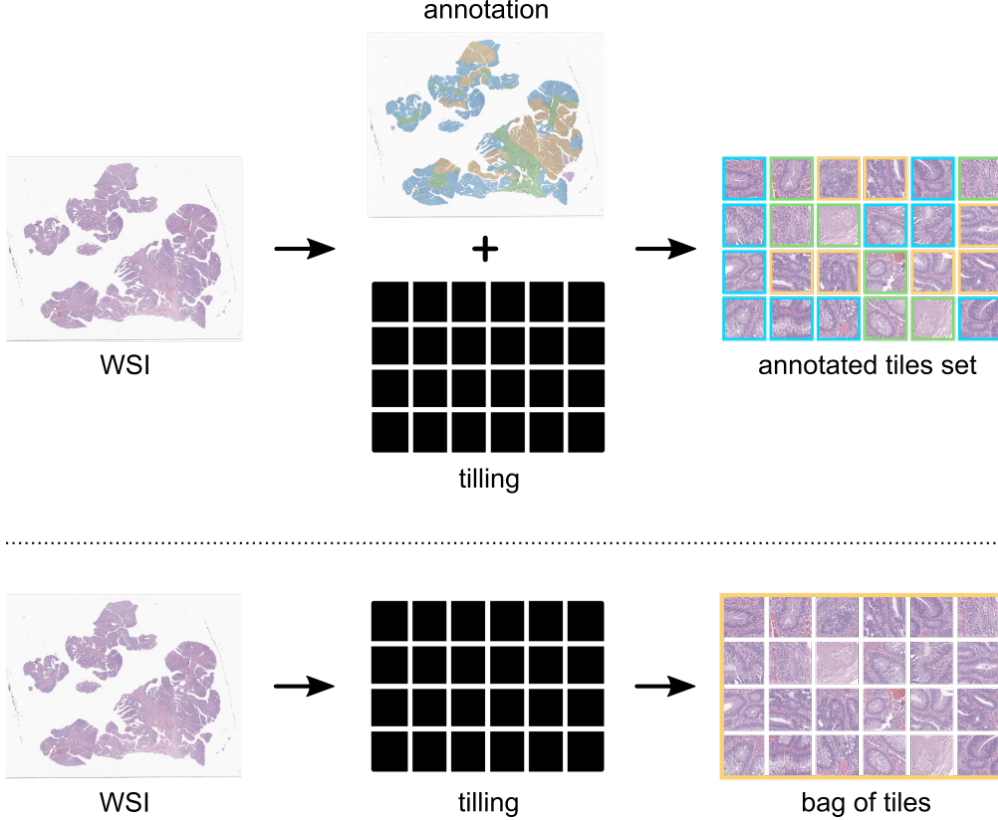 annotation
+
WSI
annotated tiles set
tilling
WSI
tilling
bag of tiles